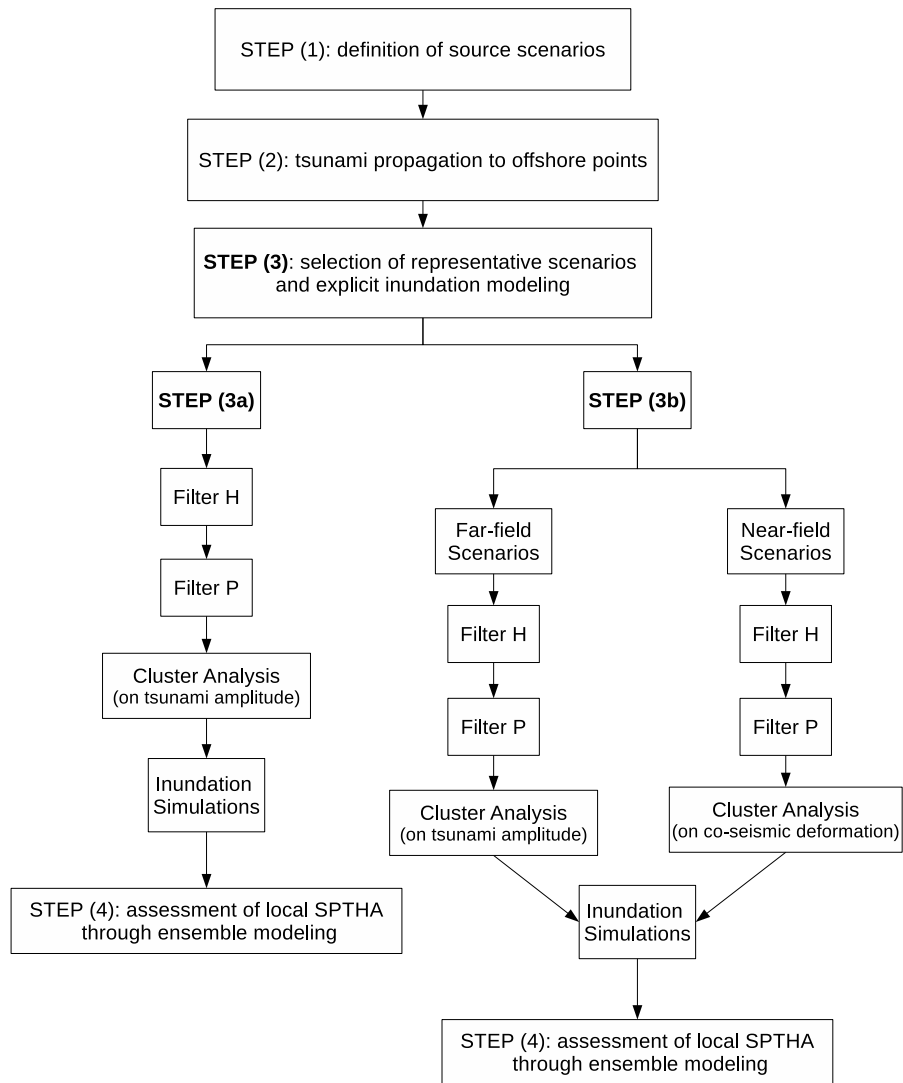 STEP (1): definition of source scenarios
STEP (2): tsunami propagation to offshore points
STEP (3): selection of representative scenarios
and explicit inundation modeling
STEP (3a)
Filter H
Filter P
Cluster Analysis
(on tsunami amplitude)
Inundation
Simulations
STEP (4): assessment of local SPTHA
through ensemble modeling
STEP (3b)
Far-field
Scenarios
Filter H
Filter P
Cluster Analysis
(on tsunami amplitude)
Near-field
Scenarios
Filter H
Filter P
Cluster Analysis
(on co-seismic deformation)
Inundation
Simulations
STEP (4): assessment of local SPTHA
through ensemble modeling